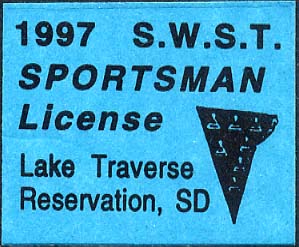 1997 S.W.S.T.
SPORTSMAN
License
Lake Traverse
Reservation, SD